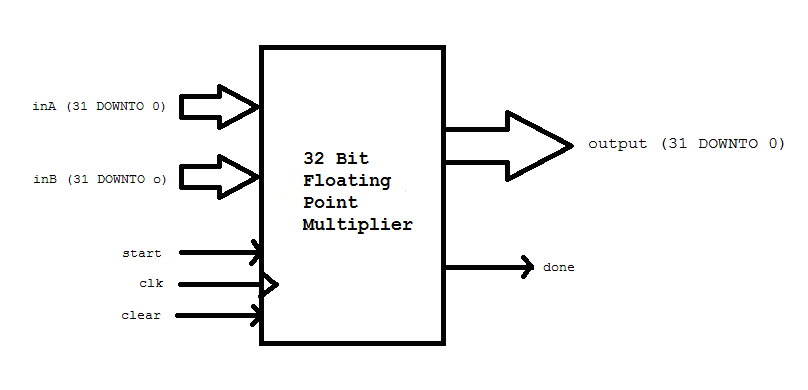 inA (31 DOWNTO 0)
inB (31 DOWNTO o)
start
clk
clear
32 Bit
Floating
Point
Multiplier
output (31 DOWNTO 0)
done